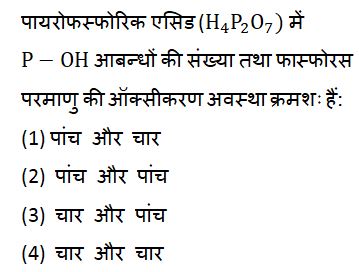 पायरोफस्फोरिक एसिड (H₄P₂O₇) में
P − OH आबन्धों की संख्या तथा फास्फोरस
परमाणु की ऑक्सीकरण अवस्था क्रमशः हैं:
(1) पांच और चार
(2) पांच और पांच
(3) चार और पांच
(4) चार और चार